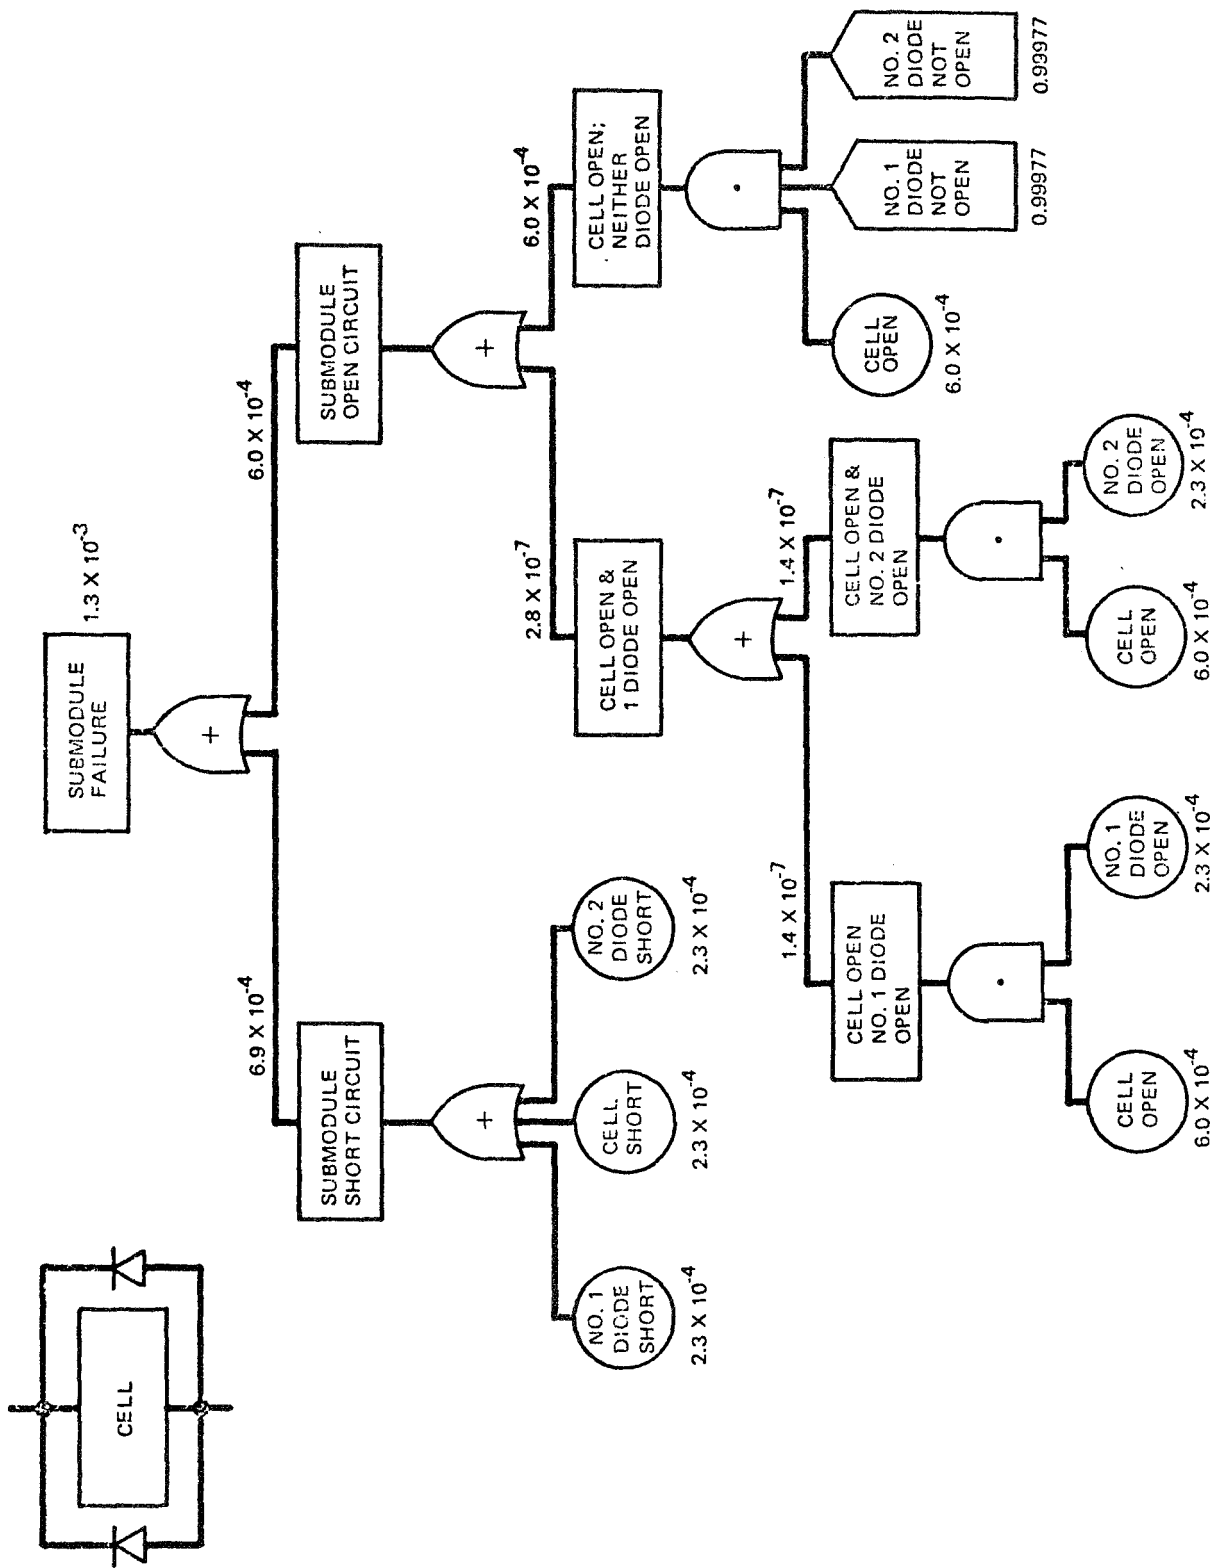 CELL
SUBMODULE
FAILURE
1.3 X 10-3
+
6.9 X 10-4
6.0 X 10-4
SUBMODULE
SHORT CIRCUIT
SUBMODULE
OPEN CIRCUIT
+
+
NO. 1
DIODE
SHORT
2.3 X 10-4
CELL
SHORT
2.3 X 10-4
NO. 2
DIODE
SHORT
2.3 X 10-4
2.8 X 10-7
6.0 X 10-4
CELL OPEN &
1 DIODE OPEN
CELL OPEN;
NEITHER
DIODE OPEN
+
•
1.4 X 10-7
1.4 X 10-7
CELL OPEN
NO. 1 DIODE
OPEN
CELL OPEN &
NO. 2 DIODE
OPEN
CELL
OPEN
6.0 X 10-4
NO. 1
DIODE
NOT
OPEN
0.99977
NO. 2
DIODE
NOT
OPEN
0.99977
•
•
CELL
OPEN
6.0 X 10-4
NO. 1
DIODE
OPEN
2.3 X 10-4
CELL
OPEN
6.0 X 10-4
NO. 2
DIODE
OPEN
2.3 X 10-4